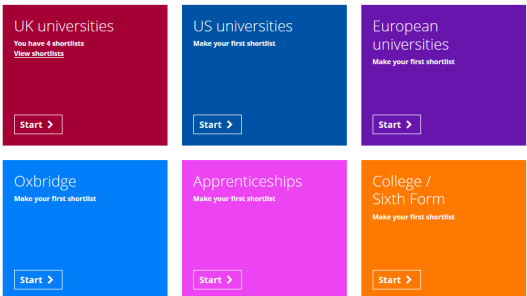 UK universities
You have 4 shortlists
View shortlists
Start
US universities
Make your first shortlist
Start
European
universities
Make your first shortlist
Start
Oxbridge
Make your first shortlist
Start
Apprenticeships
Make your first shortlist
Start
College /
Sixth Form
Make your first shortlist
Start